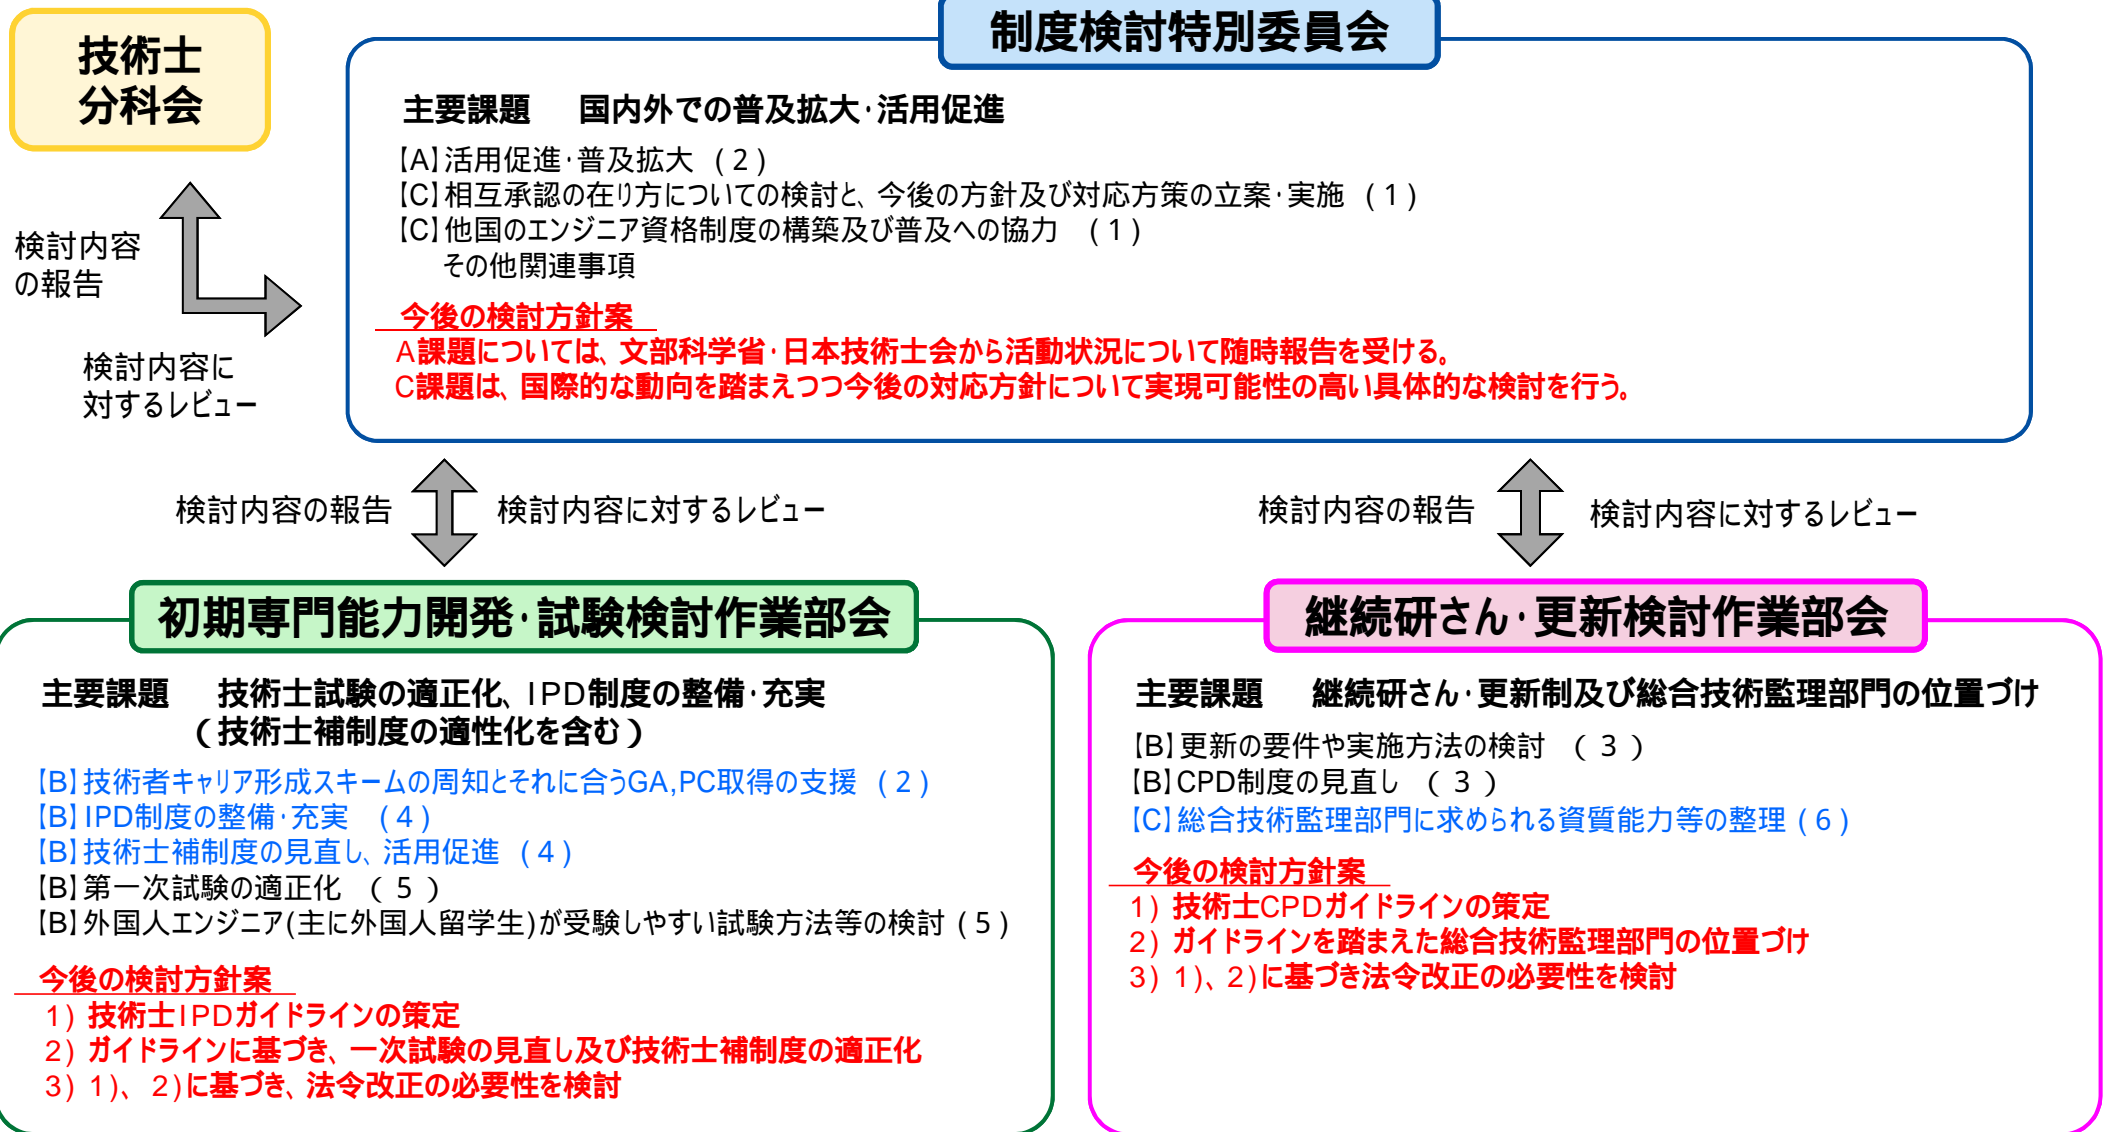 技術士
分科会
検討内容
の報告
検討内容に
対するレビュー
制度検討特別委員会
主要課題　国内外での普及拡大・活用促進
【A】活用促進・普及拡大 (2)
【C】相互承認の在り方についての検討と、今後の方針及び対応方策の立案・実施 (1)
【C】他国のエンジニア資格制度の構築及び普及への協力 (1)
その他関連事項
今後の検討方針案
A課題については、文部科学省・日本技術士会から活動状況について随時報告を受ける。
C課題は、国際的な動向を踏まえつつ今後の対応方針について実現可能性の高い具体的な検討を行う。
検討内容の報告
検討内容に対するレビュー
検討内容の報告
検討内容に対するレビュー
初期専門能力開発・試験検討作業部会
主要課題　技術士試験の適正化、IPD制度の整備・充実
(技術士補制度の適性化を含む)
【B】技術者キャリア形成スキームの周知とそれに合うGA,PC取得の支援 (2)
【B】IPD制度の整備・充実 (4)
【B】技術士補制度の見直し、活用促進 (4)
【B】第一次試験の適正化 (5)
【B】外国人エンジニア(主に外国人留学生)が受験しやすい試験方法等の検討 (5)
今後の検討方針案
1) 技術士IPDガイドラインの策定
2) ガイドラインに基づき、一次試験の見直し及び技術士補制度の適正化
3) 1)、2)に基づき、法令改正の必要性を検討
継続研さん・更新検討作業部会
主要課題　継続研さん・更新制及び総合技術監理部門の位置づけ
【B】更新の要件や実施方法の検討 (3)
【B】CPD制度の見直し (3)
【C】総合技術監理部門に求められる資質能力等の整理 (6)
今後の検討方針案
1) 技術士CPDガイドラインの策定
2) ガイドラインを踏まえた総合技術監理部門の位置づけ
3) 1)、2)に基づき法令改正の必要性を検討